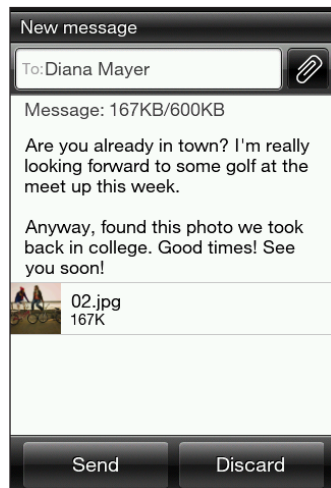 New message
To:Diana Mayer
Message: 167KB/600KB
Are you already in town? I'm really
looking forward to some golf at the
meet up this week.
Anyway, found this photo we took
back in college. Good times! See
you soon!
02.jpg
167K
Send Discard